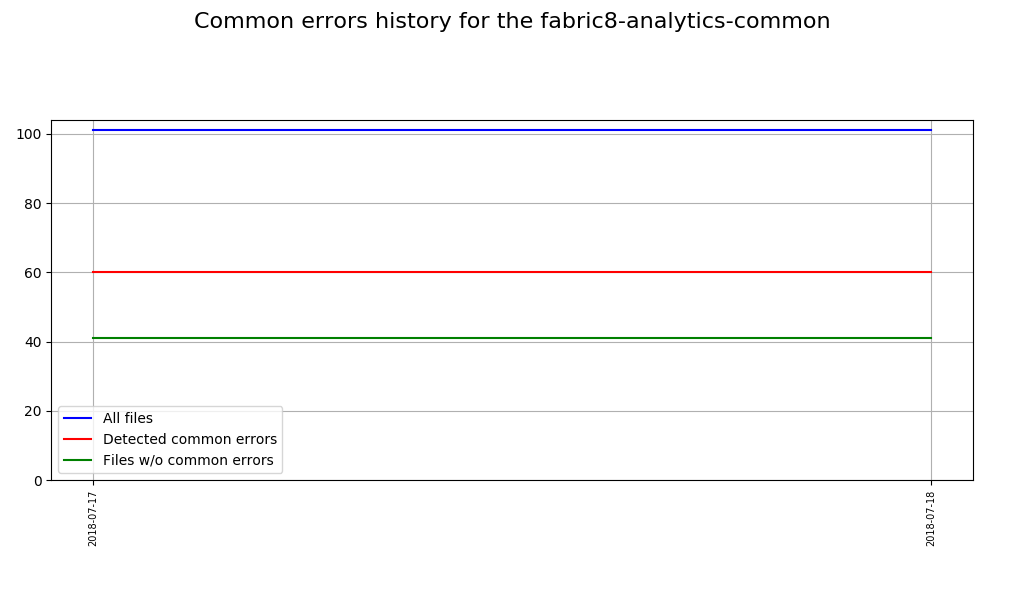 Common errors history for the fabric8-analytics-common
100
80
60
40
20
0
All files
Detected common errors
Files w/o common errors
2018-07-17
2018-07-18